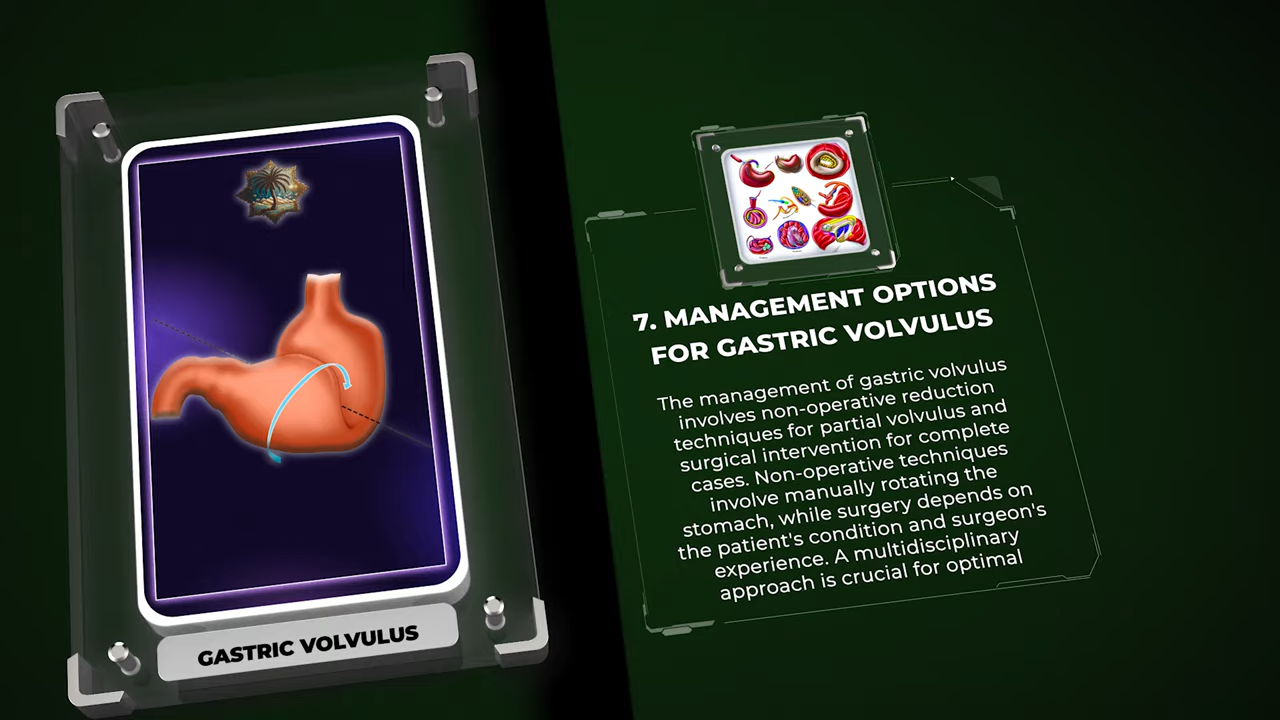 GASTRIC VOLVULUS
7. MANAGEMENT OPTIONS
FOR GASTRIC VOLVULUS
The management of gastric volvulus
involves non-operative reduction
techniques for partial volvulus and
surgical intervention for complete
cases. Non-operative techniques
involve manually rotating the
stomach, while surgery depends on
the patient's condition and surgeon's
experience. A multidisciplinary
approach is crucial for optimal